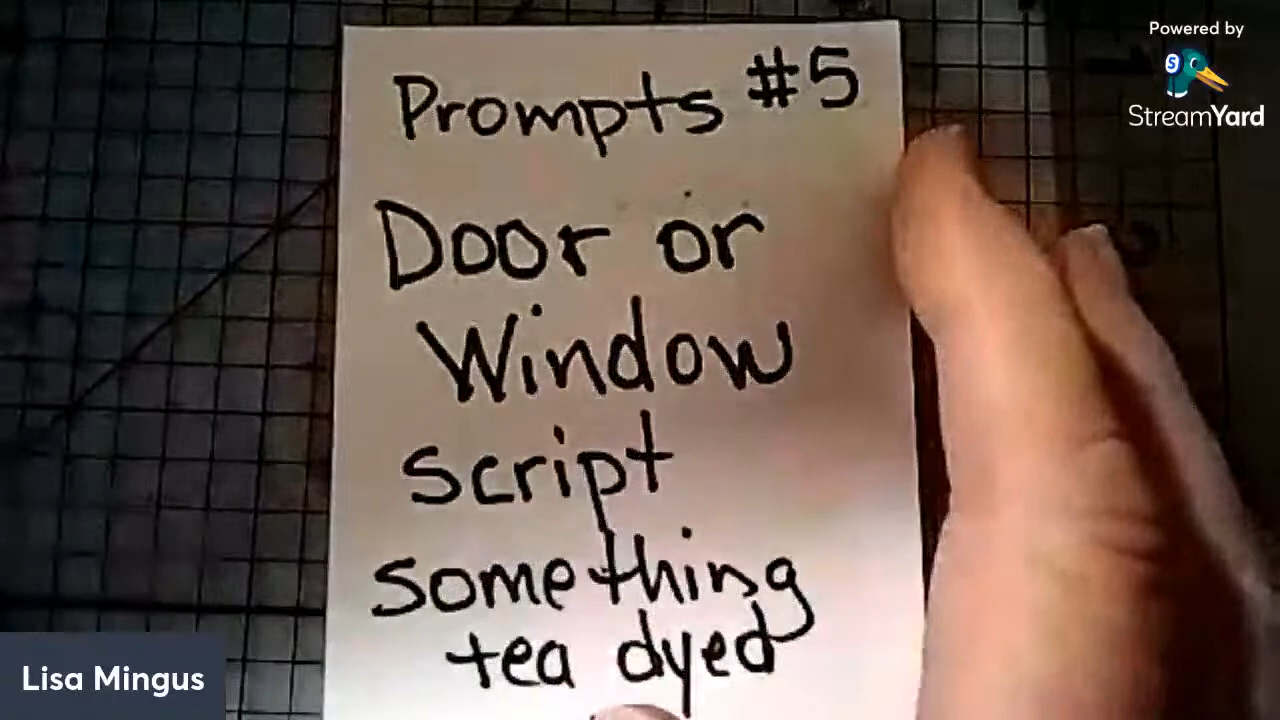 Prompts #5
Door or
Window
script
something
tea dyed
Powered by
StreamYard
Lisa Mingus